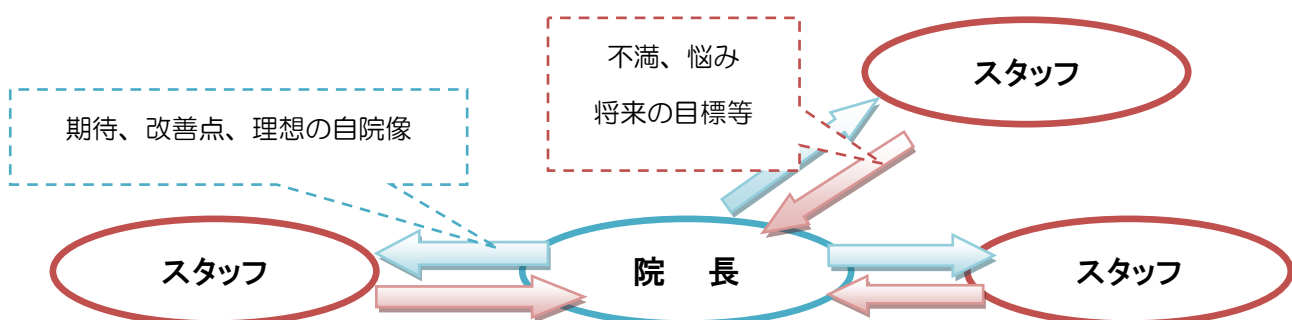 不満、悩み
将来の目標等
スタッフ
期待、改善点、理想の自院像
スタッフ
院　長
スタッフ